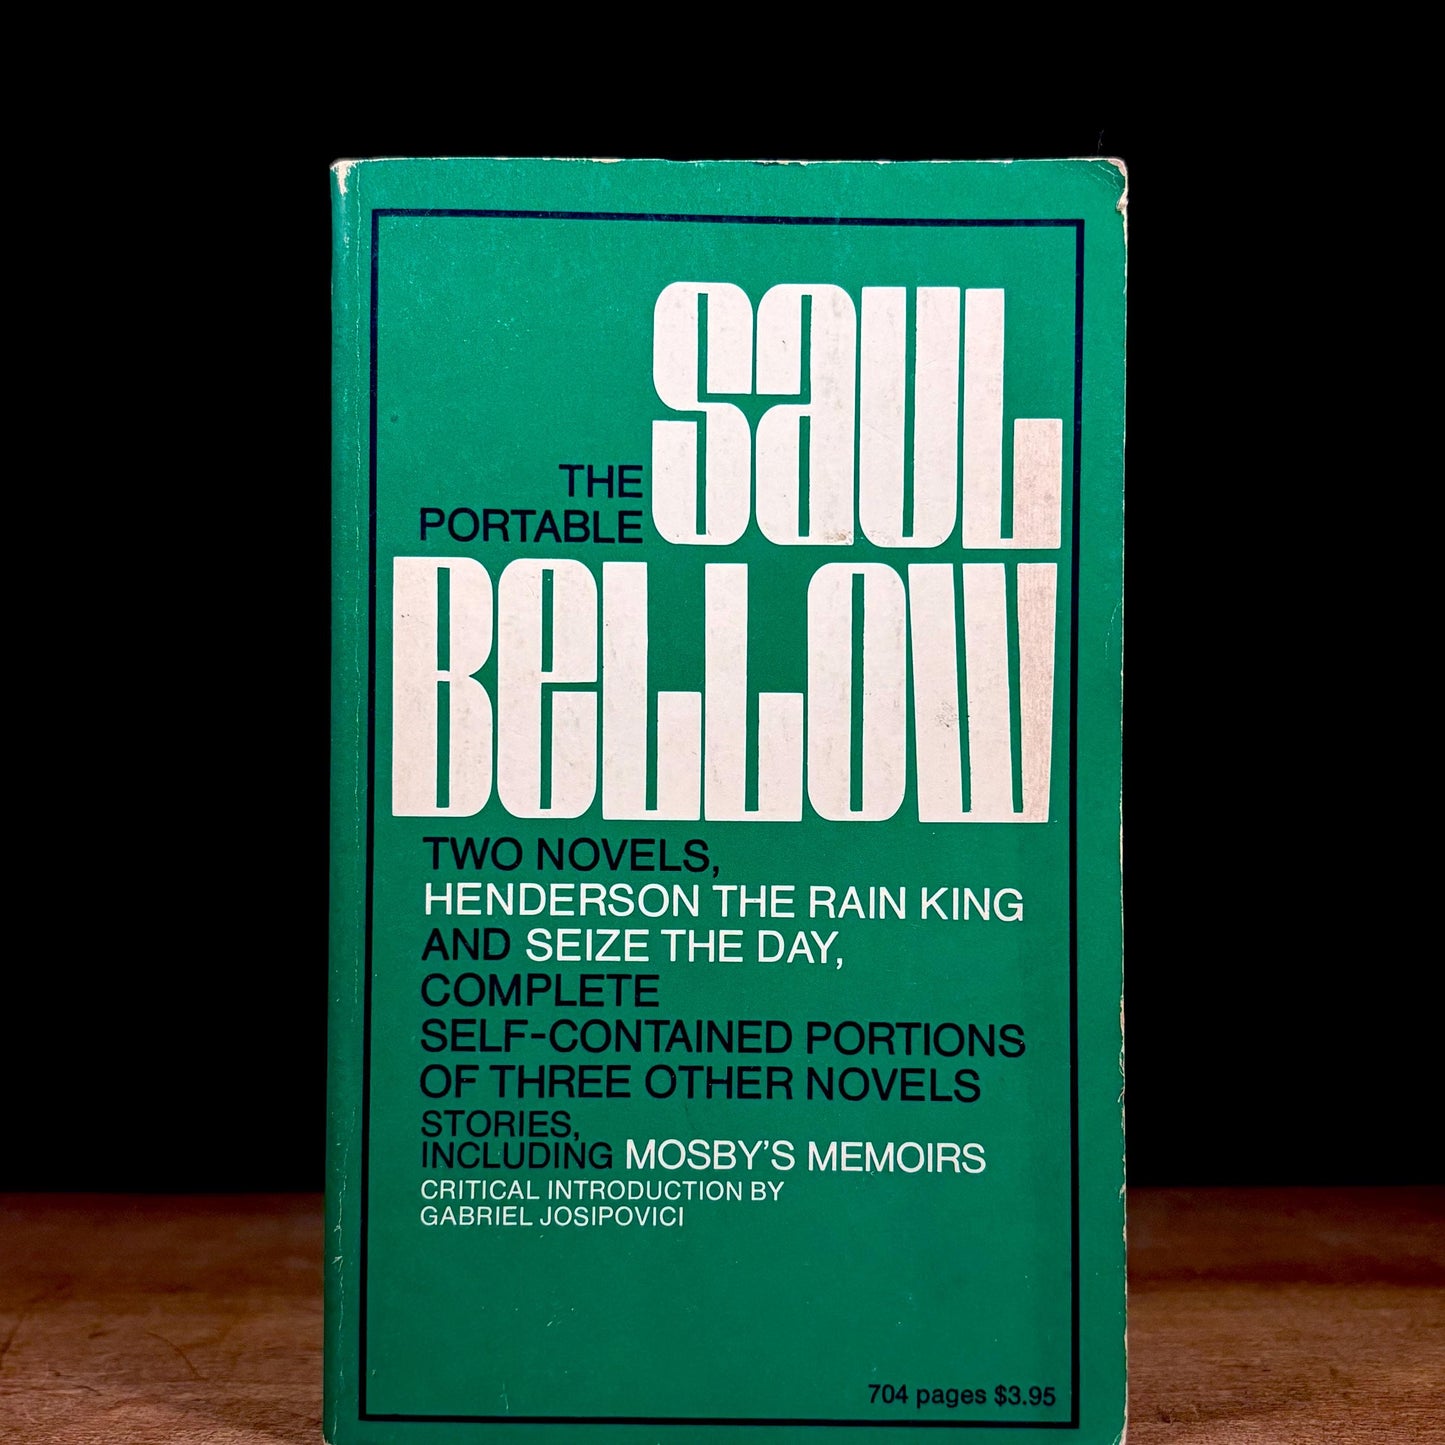 THE
PORTABLE
SAUL
BELLOW
TWO NOVELS,
HENDERSON THE RAIN KING
AND SEIZE THE DAY,
COMPLETE
SELF-CONTAINED PORTIONS
OF THREE OTHER NOVELS
STORIES,
INCLUDING MOSBY'S MEMOIRS
CRITICAL INTRODUCTION BY
GABRIEL JOSIPOVICI
704 pages $3.95